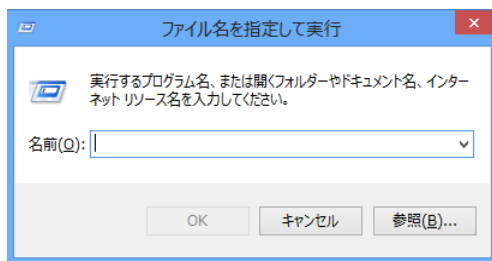 ファイル名を指定して実行
実行するプログラム名、または開くフォルダーやドキュメント名、インター
ネット リソース名を入力してください。
名前(O):
OK キャンセル 参照(B)...